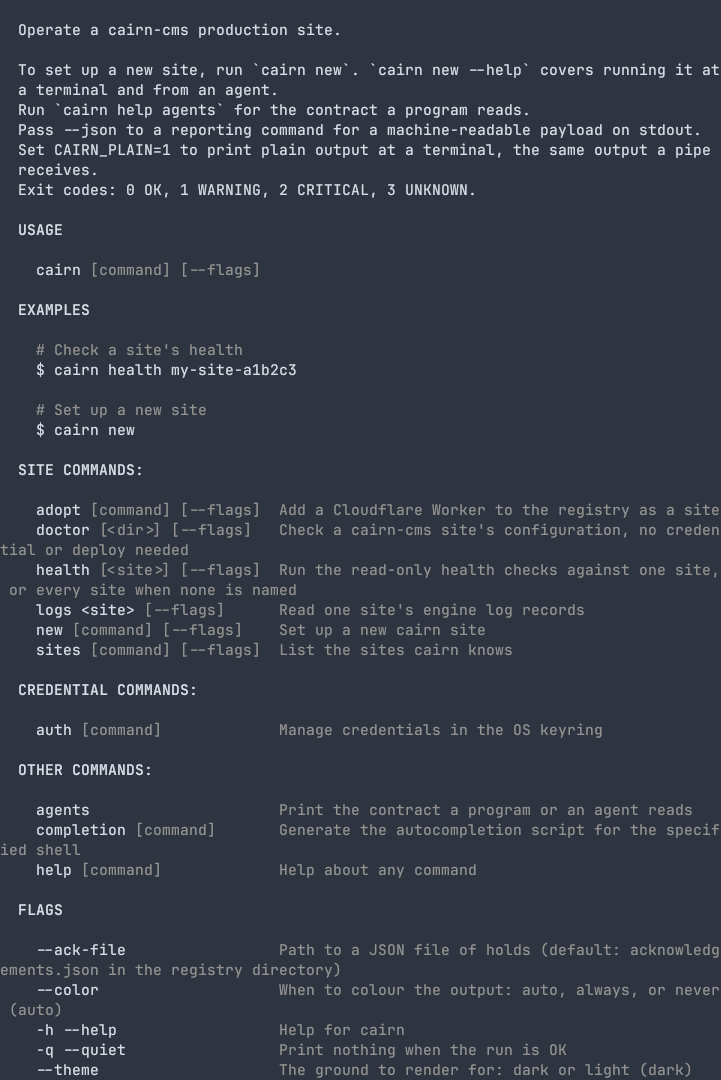 Operate a cairn-cms production site.
To set up a new site, run `cairn new`. `cairn new --help` covers running it at
a terminal and from an agent.
Run `cairn help agents` for the contract a program reads.
Pass --json to a reporting command for a machine-readable payload on stdout.
Set CAIRN_PLAIN=1 to print plain output at a terminal, the same output a pipe
receives.
Exit codes: 0 OK, 1 WARNING, 2 CRITICAL, 3 UNKNOWN.
USAGE
cairn [command] [--flags]
EXAMPLES
# Check a site's health
$ cairn health my-site-a1b2c3
# Set up a new site
$ cairn new
SITE COMMANDS:
adopt [command] [--flags]  Add a Cloudflare Worker to the registry as a site
doctor [<dir>] [--flags]   Check a cairn-cms site's configuration, no creden
tial or deploy needed
health [<site>] [--flags]  Run the read-only health checks against one site,
or every site when none is named
logs <site> [--flags]      Read one site's engine log records
new [command] [--flags]    Set up a new cairn site
sites [command] [--flags]  List the sites cairn knows
CREDENTIAL COMMANDS:
auth [command]             Manage credentials in the OS keyring
OTHER COMMANDS:
agents                     Print the contract a program or an agent reads
completion [command]       Generate the autocompletion script for the specif
ied shell
help [command]             Help about any command
FLAGS
--ack-file                 Path to a JSON file of holds (default: acknowledg
ements.json in the registry directory)
--color                    When to colour the output: auto, always, or never
(auto)
-h --help                  Help for cairn
-q --quiet                 Print nothing when the run is OK
--theme                    The ground to render for: dark or light (dark)